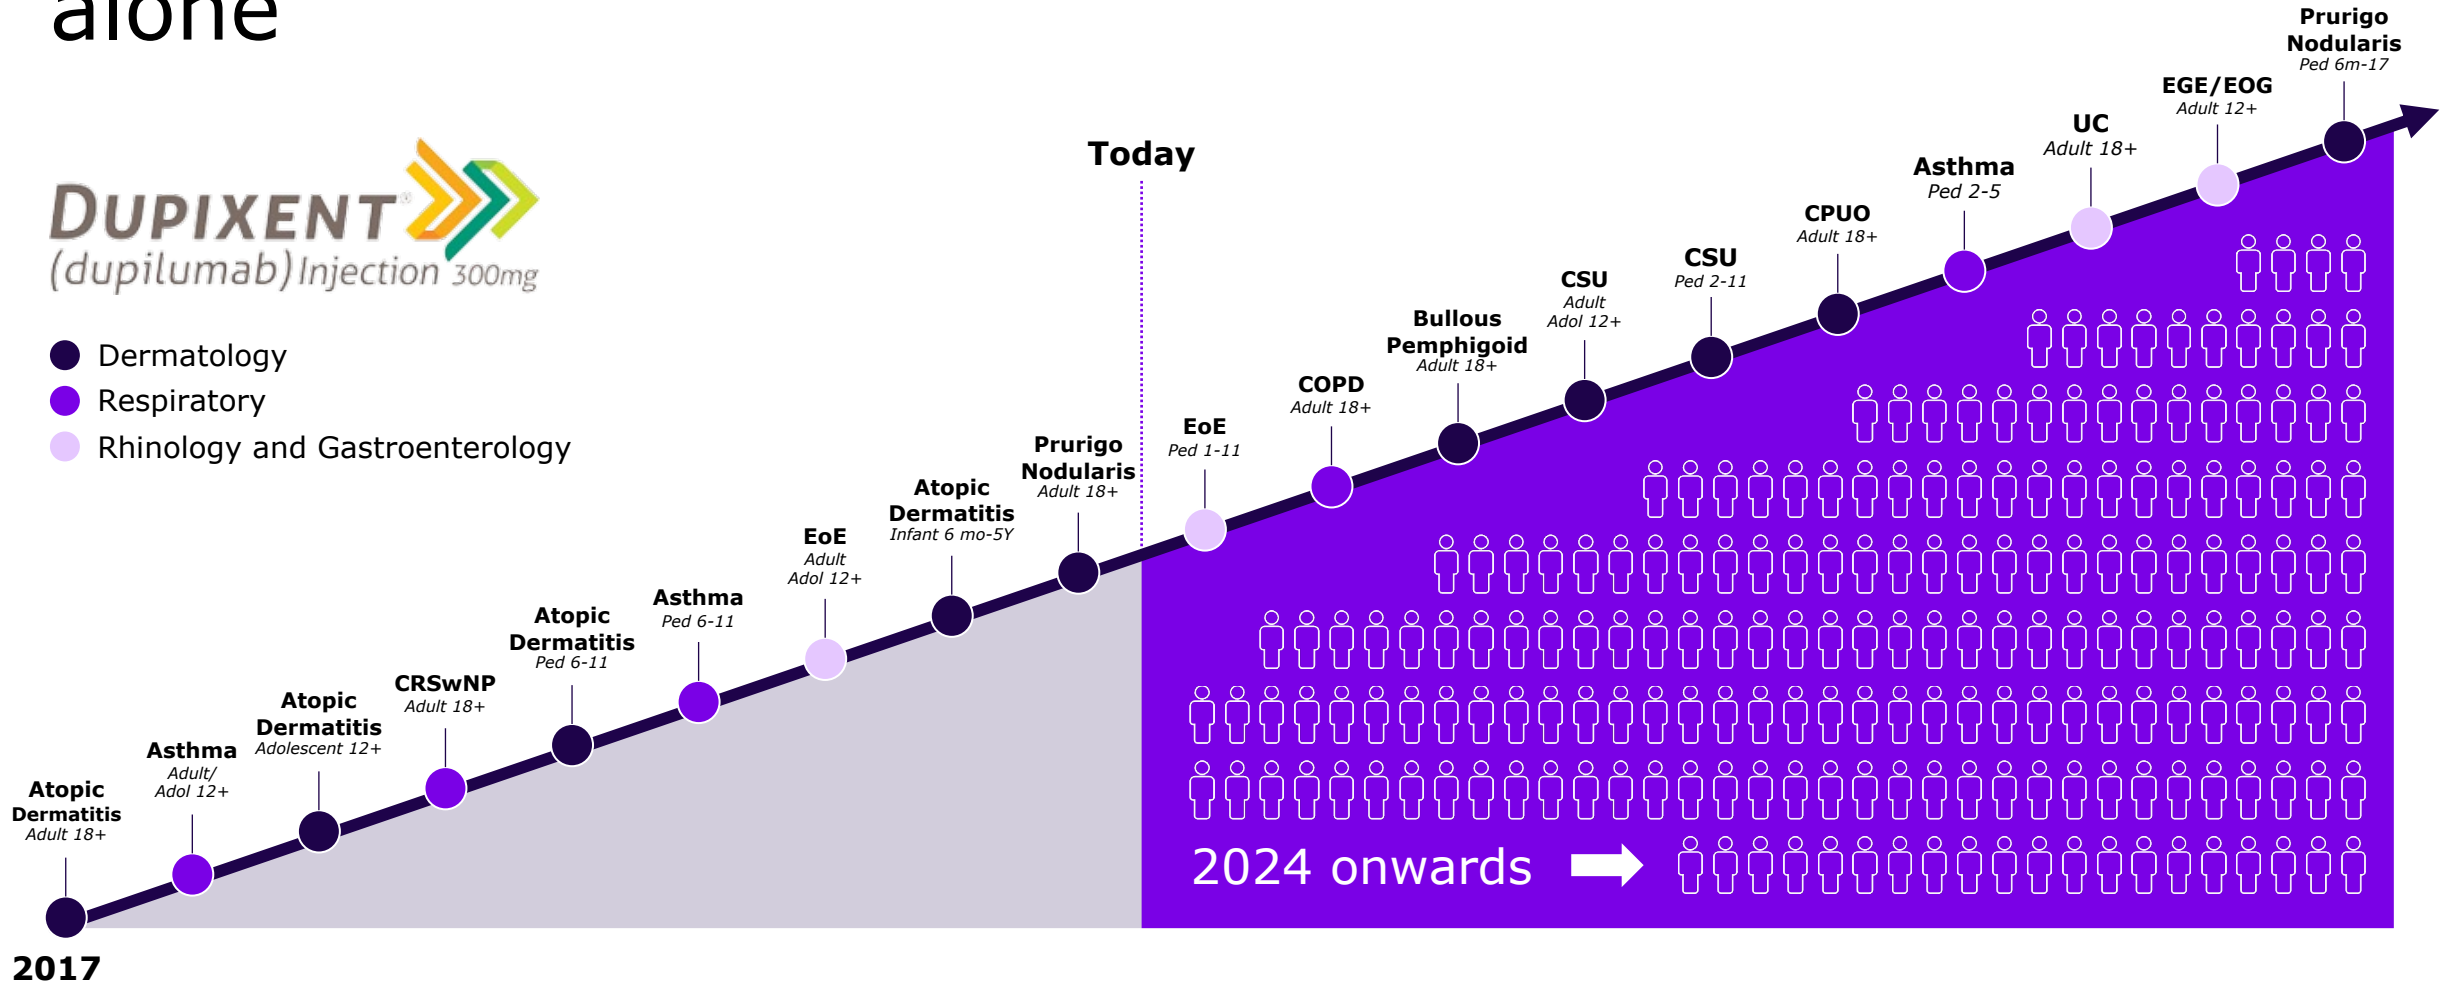 alone
DUPIXENT®
(dupilumab) Injection 300mg
Dermatology
Respiratory
Rhinology and Gastroenterology
Atopic
Dermatitis
Adult 18+
2017
Asthma
Adult/
Adol 12+
Atopic
Dermatitis
Adolescent 12+
CRSwNP
Adult 18+
Atopic
Dermatitis
Ped 6-11
Asthma
Ped 6-11
EoE
Adult
Adol 12+
Atopic
Dermatitis
Infant 6 mo-5Y
Prurigo
Nodularis
Adult 18+
Today
EoE
Ped 1-11
COPD
Adult 18+
Bullous
Pemphigoid
Adult 18+
CSU
Adult
Adol 12+
CSU
Ped 2-11
CPUO
Adult 18+
Asthma
Ped 2-5
UC
Adult 18+
EGE/EOG
Adult 12+
Prurigo
Nodularis
Ped 6m-17
2024 onwards